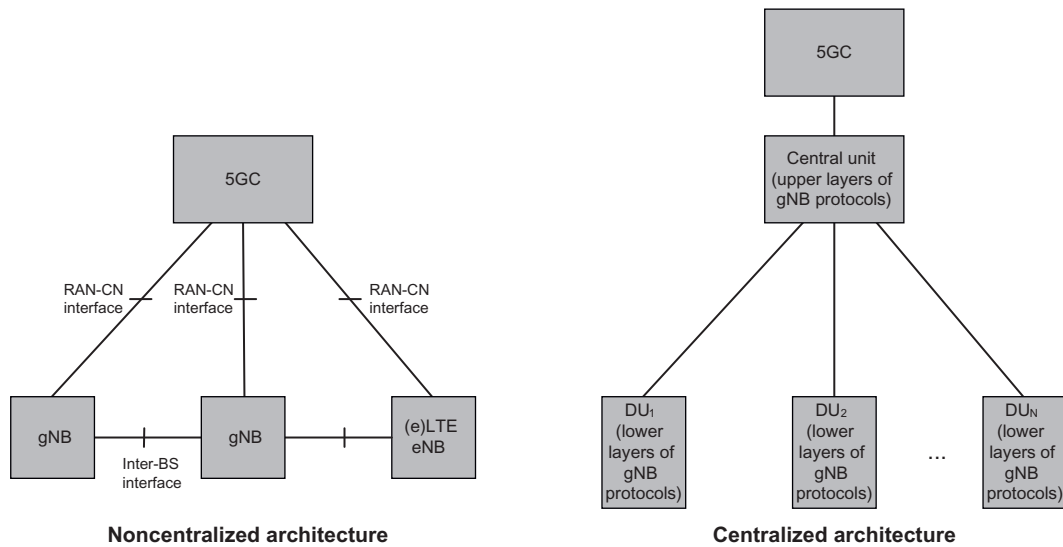 5GC
RAN-CN
interface
RAN-CN
interface
RAN-CN
interface
gNB
gNB
(e)LTE
eNB
Inter-BS
interface
Noncentralized architecture
5GC
Central unit
(upper layers of
gNB protocols)
DU₁
(lower
layers of
gNB
protocols)
DU₂
(lower
layers of
gNB
protocols)
...
DU_N
(lower
layers of
gNB
protocols)
Centralized architecture